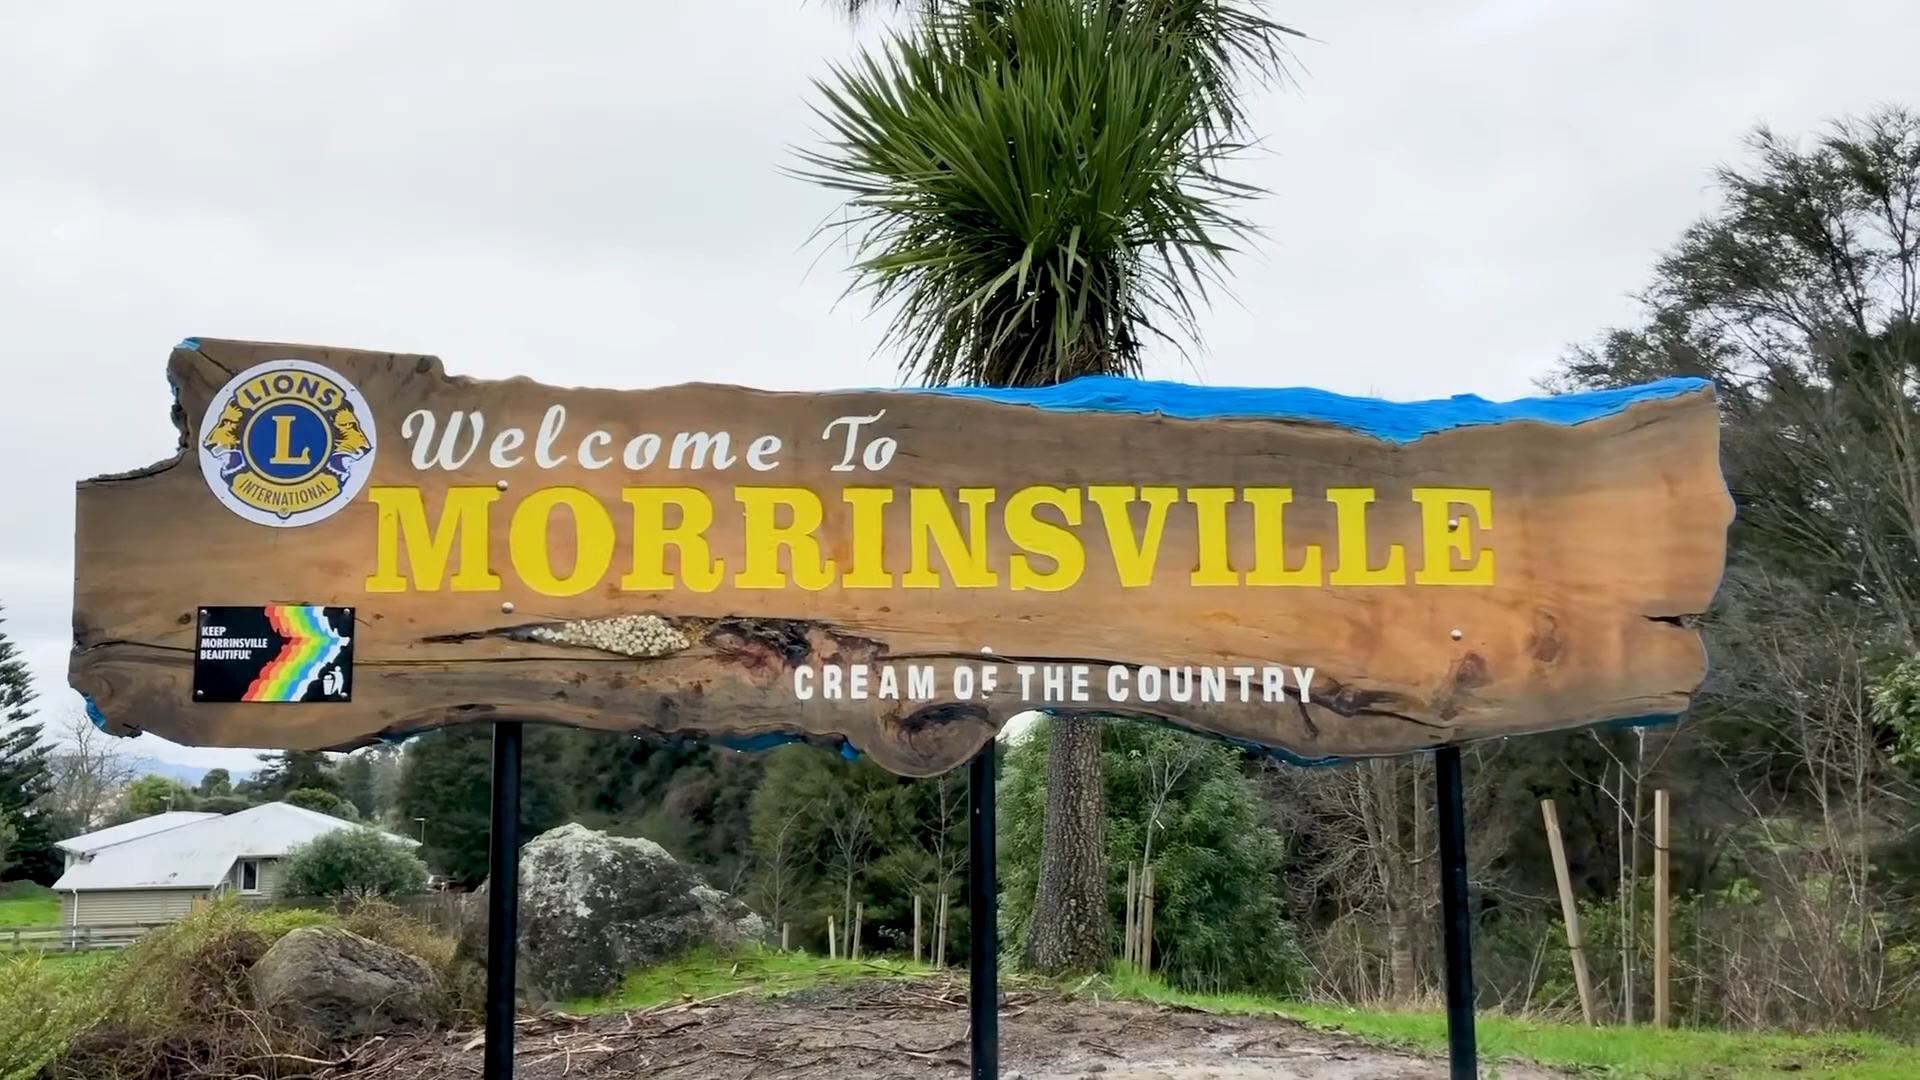 LIONS
L
INTERNATIONAL
®
Welcome To
MORRINSVILLE
KEEP
MORRINSVILLE
BEAUTIFUL
CREAM OF THE COUNTRY